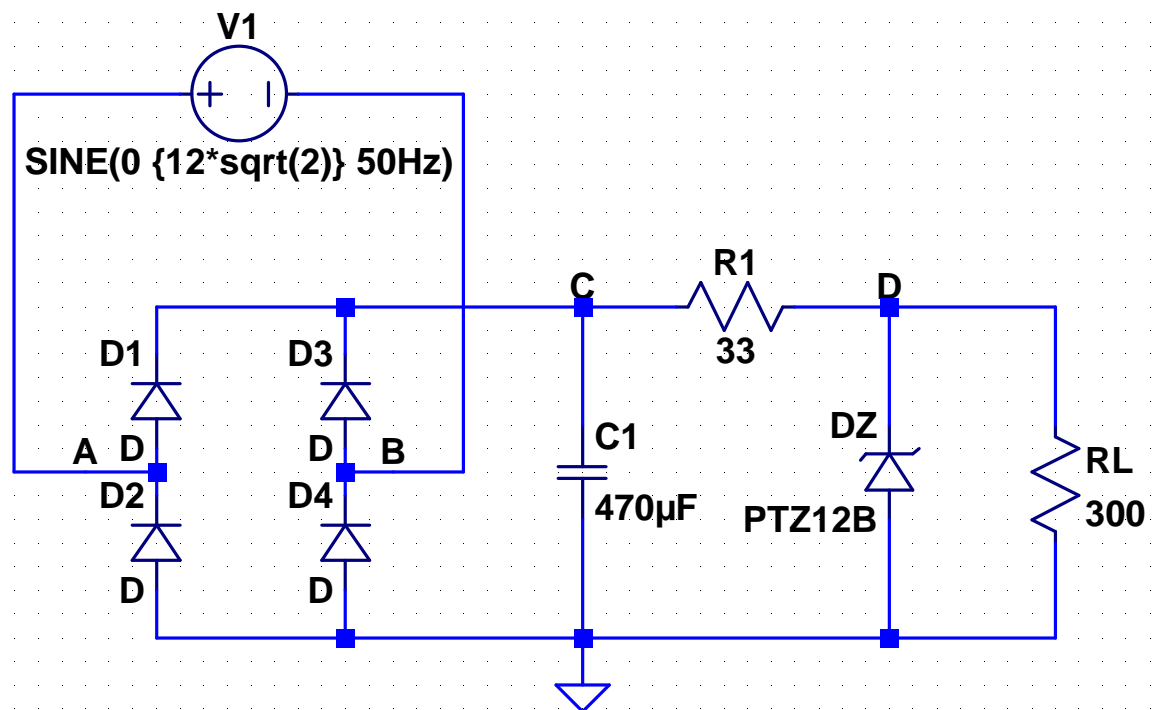 V1
SINE(0 {12*sqrt(2)} 50Hz)
R1
C
D
33
D1
D3
DZ
C1
A
D
D
B
RL
D2
D4
470µF
PTZ12B
300
D
D